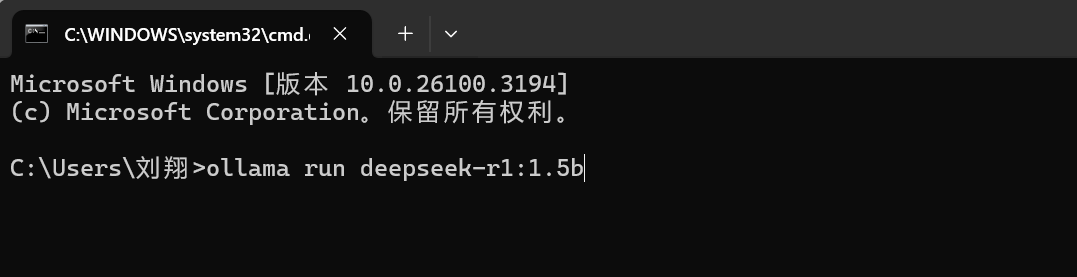 C:\WINDOWS\system32\cmd.
Microsoft Windows [版本 10.0.26100.3194]
(c) Microsoft Corporation。保留所有权利。
C:\Users\刘翔>ollama run deepseek-r1:1.5b